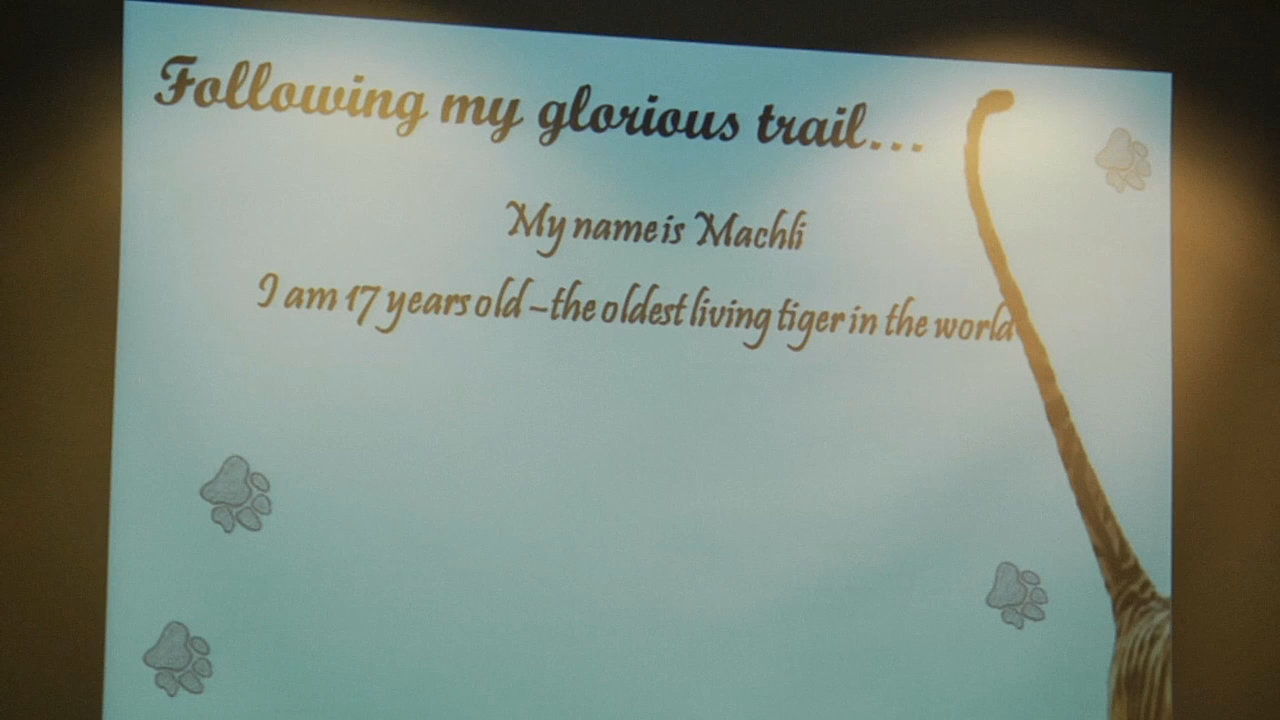 Following my glorious trail...
My name is Machli
I am 17 years old – the oldest living tiger in the world